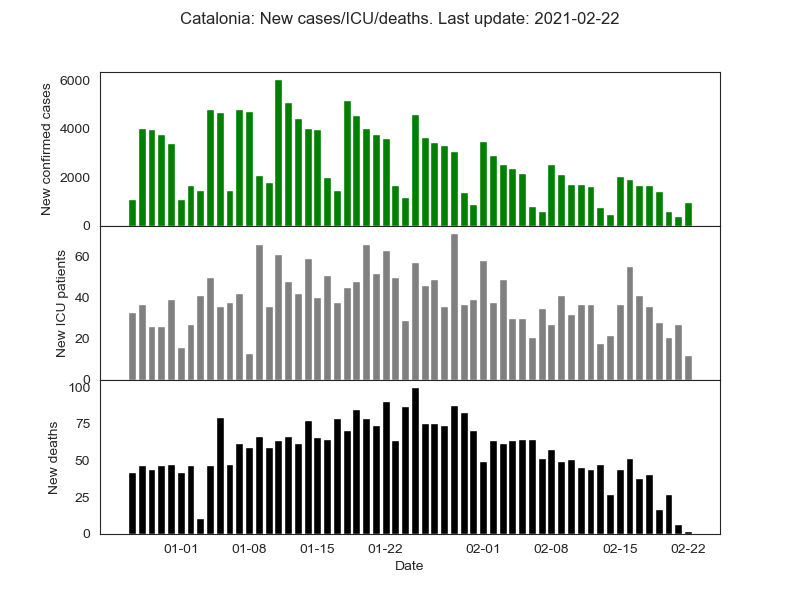 Catalonia: New cases/ICU/deaths. Last update: 2021-02-22
New confirmed cases
6000
4000
2000
0
New ICU patients
60
40
20
0
New deaths
100
75
50
25
0
01-01 01-08 01-15 01-22 02-01 02-08 02-15 02-22
Date